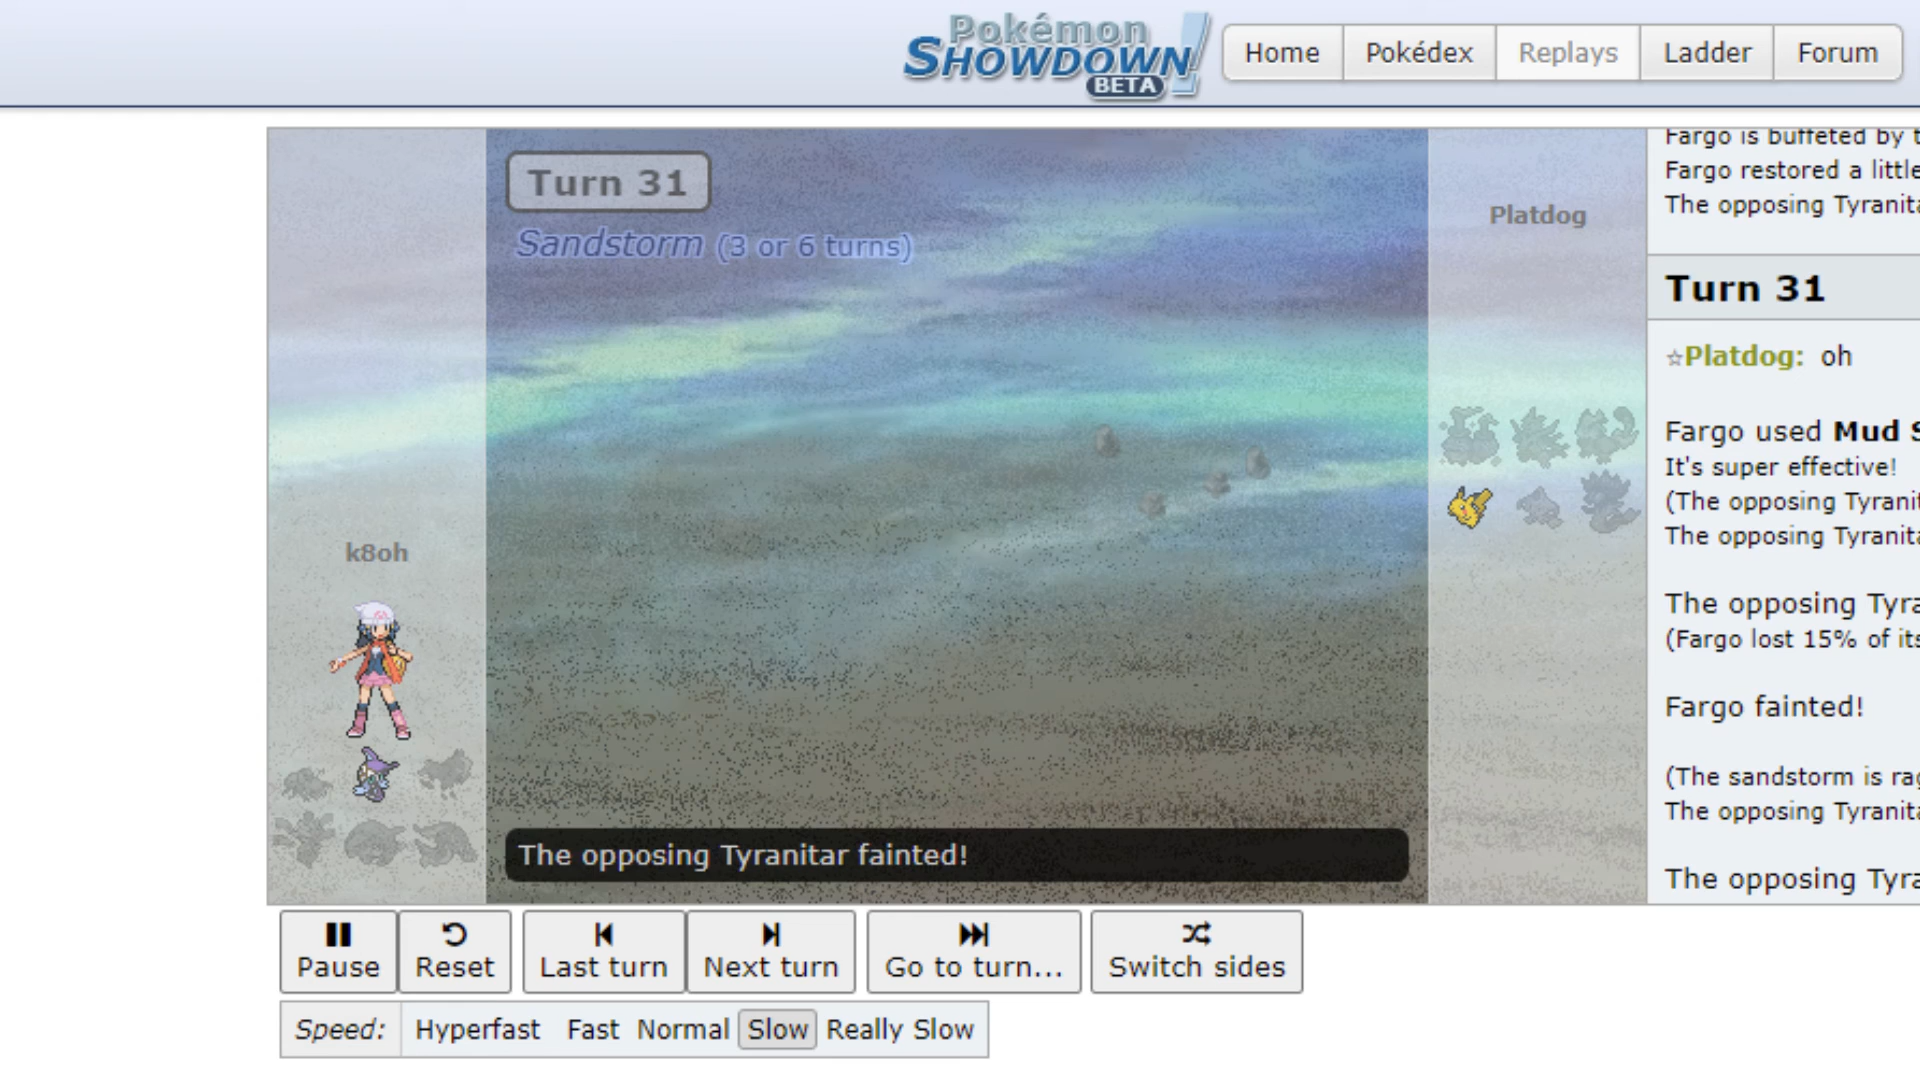 Pokémon
SHOWDOWN!
BETA
Home
Pokédex
Replays
Ladder
Forum
Turn 31
Sandstorm (3 or 6 turns)
Platdog
k8oh
The opposing Tyranitar fainted!
Fargo is buffeted by t
Fargo restored a little
The opposing Tyranita
Turn 31
☆Platdog: oh
Fargo used Mud S
It's super effective!
(The opposing Tyranit
The opposing Tyranita
The opposing Tyra
(Fargo lost 15% of its
Fargo fainted!
(The sandstorm is rag
The opposing Tyranita
The opposing Tyra
Pause
Reset
Last turn
Next turn
Go to turn...
Switch sides
Speed: Hyperfast Fast Normal Slow Really Slow